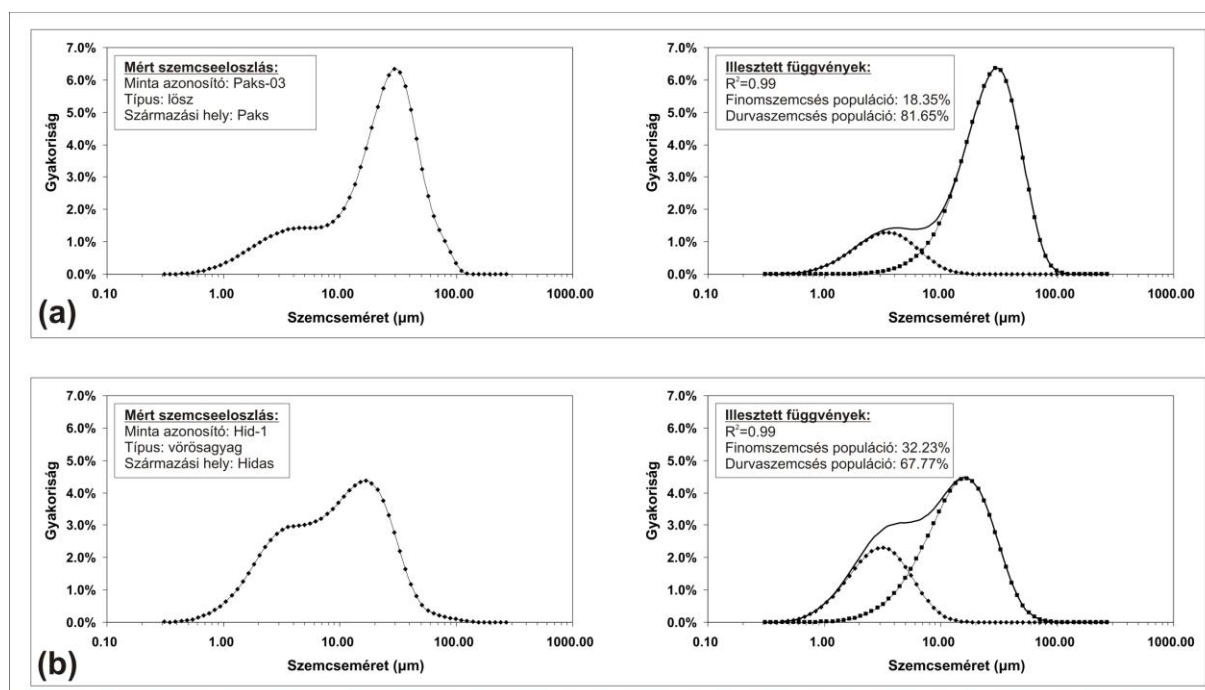 7.0%
6.0%
5.0%
4.0%
3.0%
2.0%
1.0%
0.0%
Gyakoriság
Mért szemcseeloszlás:
Minta azonosító: Paks-03
Típus: lösz
Származási hely: Paks
0.10 1.00 10.00 100.00 1000.00
Szemcseméret (µm)
(a)
7.0%
6.0%
5.0%
4.0%
3.0%
2.0%
1.0%
0.0%
Gyakoriság
Illesztett függvények:
R²=0.99
Finomszemcsés populáció: 18.35%
Durvaszemcsés populáció: 81.65%
0.10 1.00 10.00 100.00 1000.00
Szemcseméret (µm)
7.0%
6.0%
5.0%
4.0%
3.0%
2.0%
1.0%
0.0%
Gyakoriság
Mért szemcseeloszlás:
Minta azonosító: Hid-1
Típus: vörösagyag
Származási hely: Hidas
0.10 1.00 10.00 100.00 1000.00
Szemcseméret (µm)
(b)
7.0%
6.0%
5.0%
4.0%
3.0%
2.0%
1.0%
0.0%
Gyakoriság
Illesztett függvények:
R²=0.99
Finomszemcsés populáció: 32.23%
Durvaszemcsés populáció: 67.77%
0.10 1.00 10.00 100.00 1000.00
Szemcseméret (µm)